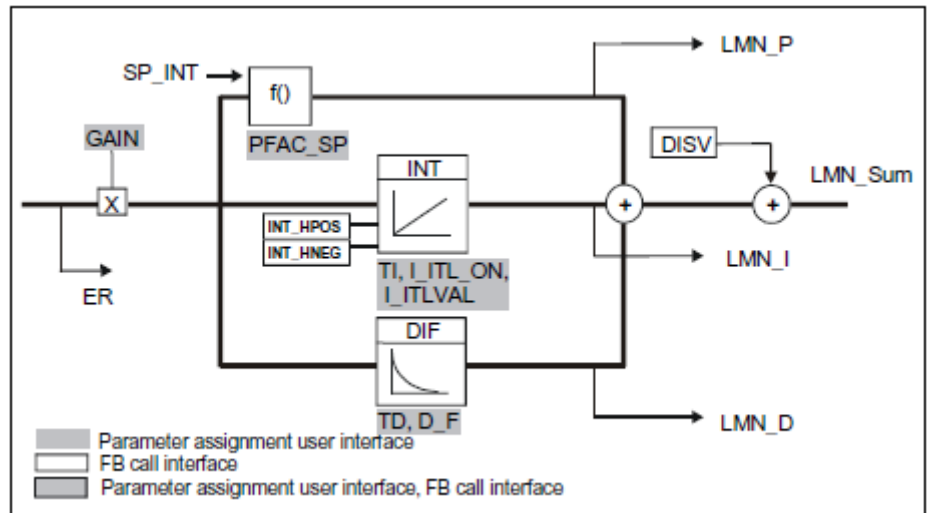 LMN_P
SP_INT
f()
PFAC_SP
GAIN
DISV
INT
LMN_Sum
X
+
+
INT_HPOS
INT_HNEG
LMN_I
TI, I_ITL_ON,
I_ITLVAL
ER
DIF
TD, D_F
LMN_D
Parameter assignment user interface
FB call interface
Parameter assignment user interface, FB call interface